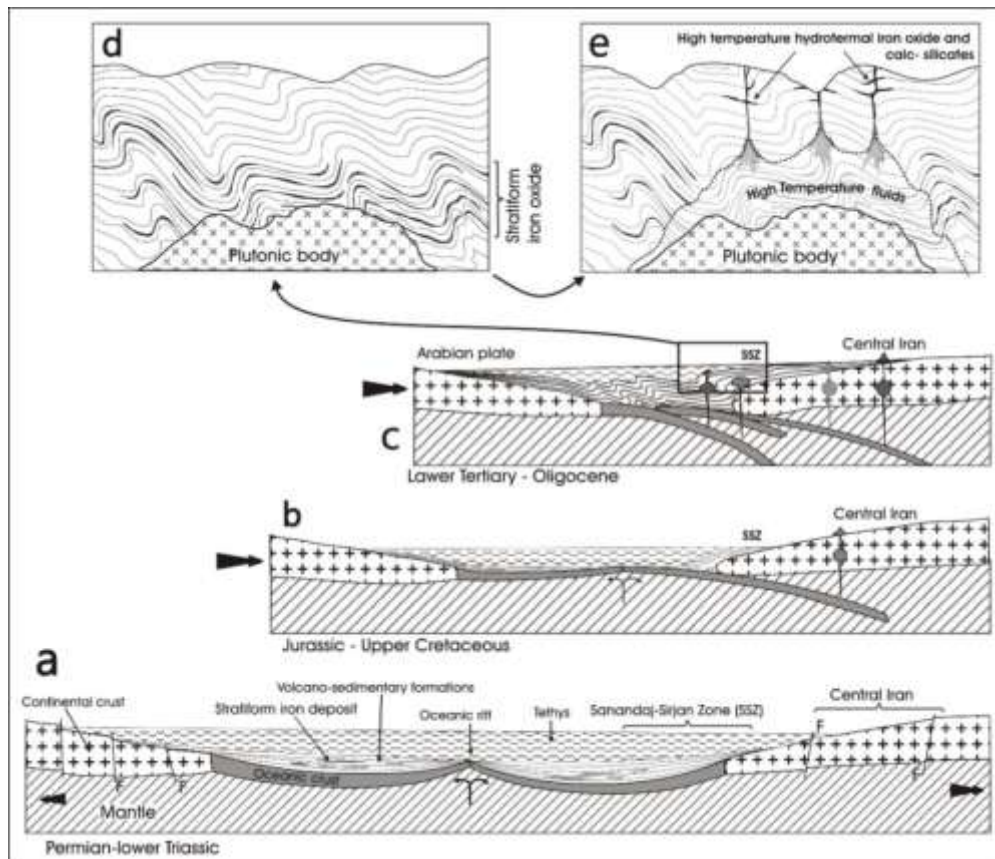 d
Stratiform
iron oxide
Plutonic body
e
High temperature hydrotermal iron oxide and
calc- silicates
High Temperature fluids
Plutonic body
Arabian plate
SSZ
Central Iran
c
Lower Tertiary - Oligocene
b
SSZ
Central Iran
Jurassic - Upper Cretaceous
a
Continental crust
Volcano-sedimentary formations
Stratiform iron deposit
Oceanic rift
Tethys
Sanandaj-Sirjan Zone (SSZ)
Central Iran
F
F
F
F
Oceanic crust
Mantle
Permian-lower Triassic